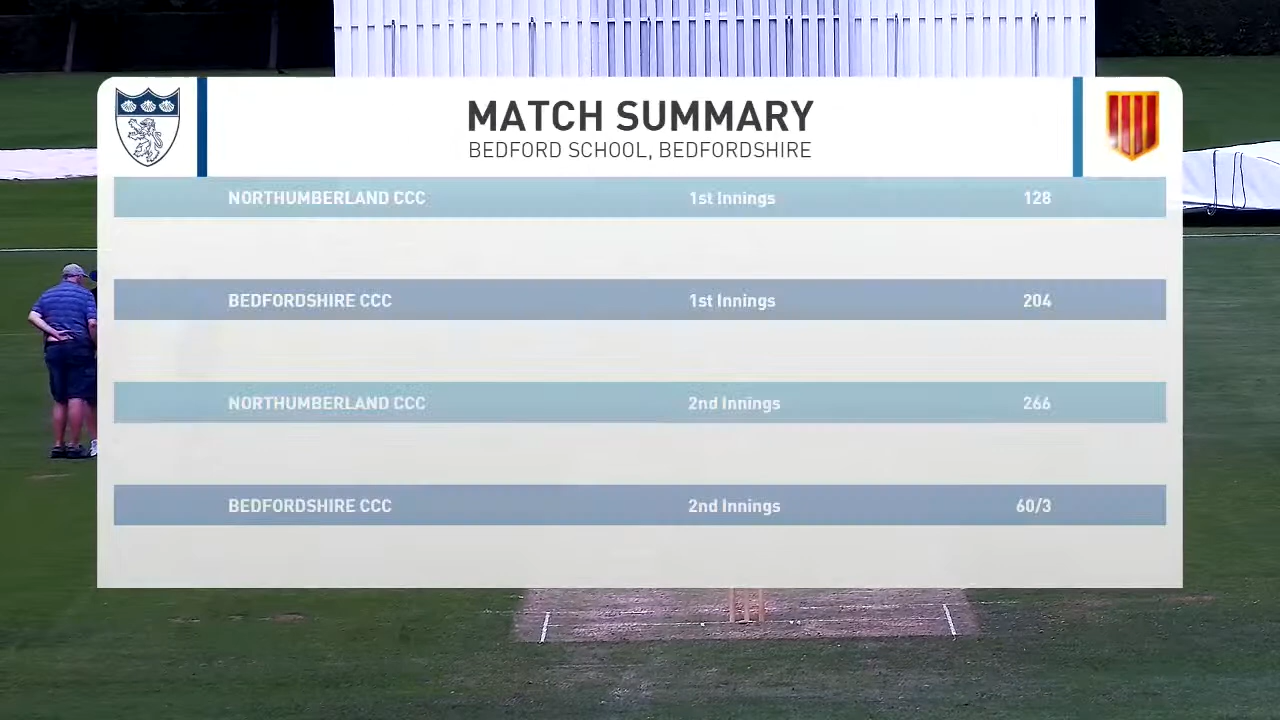 MATCH SUMMARY
BEDFORD SCHOOL, BEDFORDSHIRE
NORTHUMBERLAND CCC 1st Innings 128
BEDFORDSHIRE CCC 1st Innings 204
NORTHUMBERLAND CCC 2nd Innings 266
BEDFORDSHIRE CCC 2nd Innings 60/3